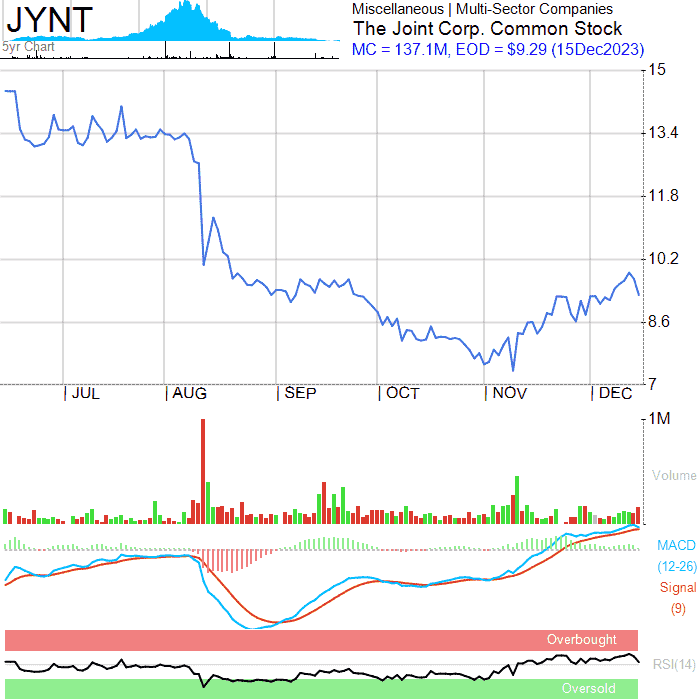 JYNT
5yr Chart
Miscellaneous | Multi-Sector Companies
The Joint Corp. Common Stock
MC = 137.1M, EOD = $9.29 (15Dec2023)
15
13.4
11.8
10.2
8.6
7
JUL AUG SEP OCT NOV DEC
1M
Volume
MACD
(12-26)
Signal
(9)
Overbought
RSI(14)
Oversold